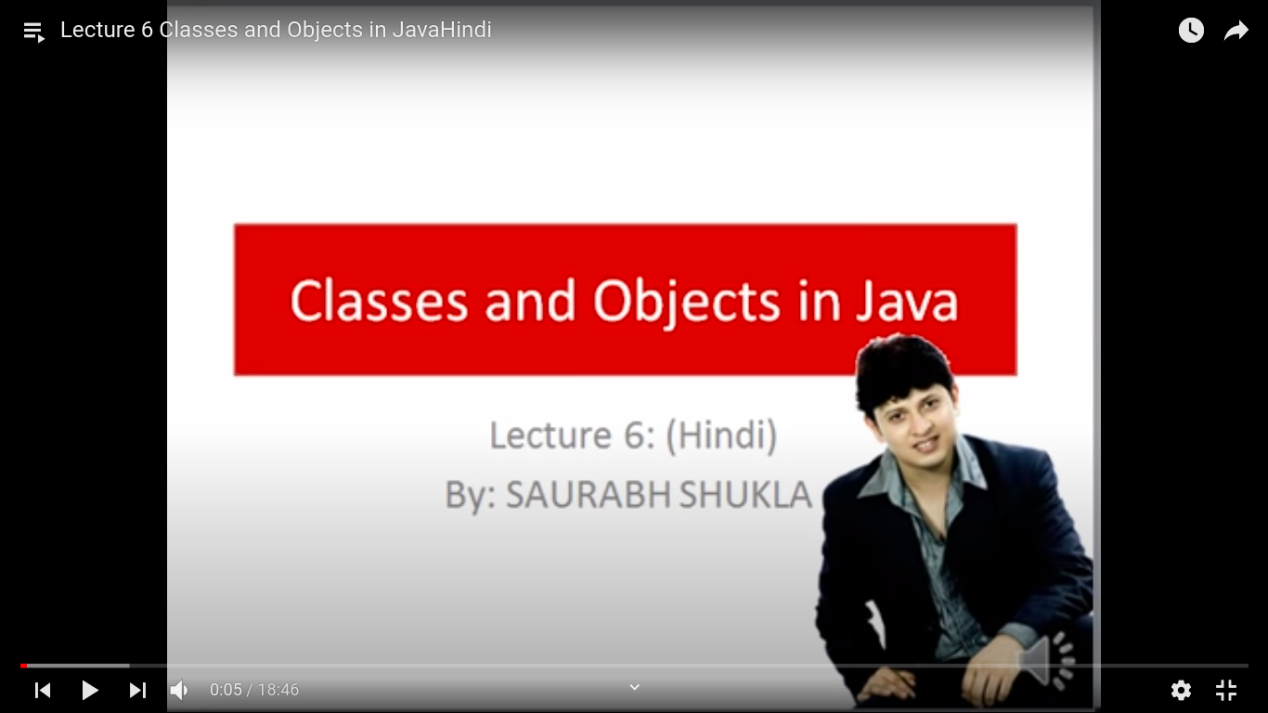 Lecture 6 Classes and Objects in JavaHindi
Classes and Objects in Java
Lecture 6: (Hindi)
By: SAURABH SHUKLA
0:05 / 18:46